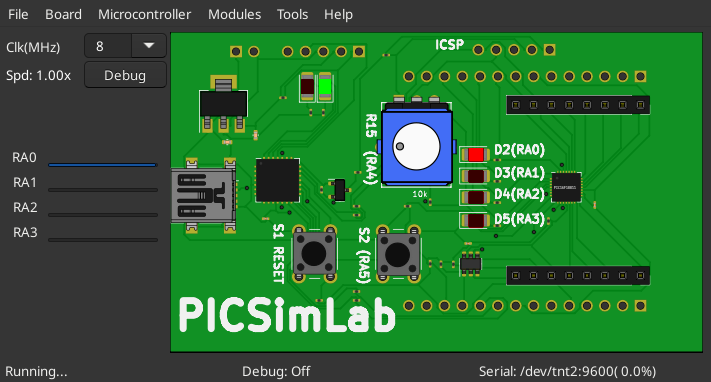 File Board Microcontroller Modules Tools Help
Clk(MHz) 8
Spd: 1.00x Debug
RA0
RA1
RA2
RA3
ICSP
R15 (RA4)
10k
D2(RA0)
D3(RA1)
D4(RA2)
D5(RA3)
S1 RESET
S2 (RA5)
PICSimLab
Running... Debug: Off Serial: /dev/tnt2:9600( 0.0%)